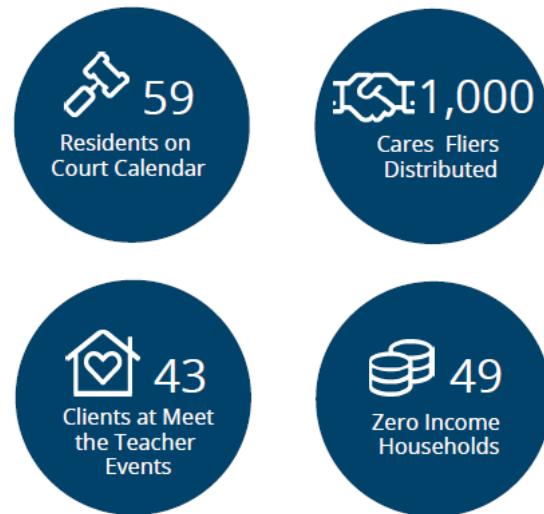 59
Residents on
Court Calendar
1,000
Cares Fliers
Distributed
43
Clients at Meet
the Teacher
Events
49
Zero Income
Households